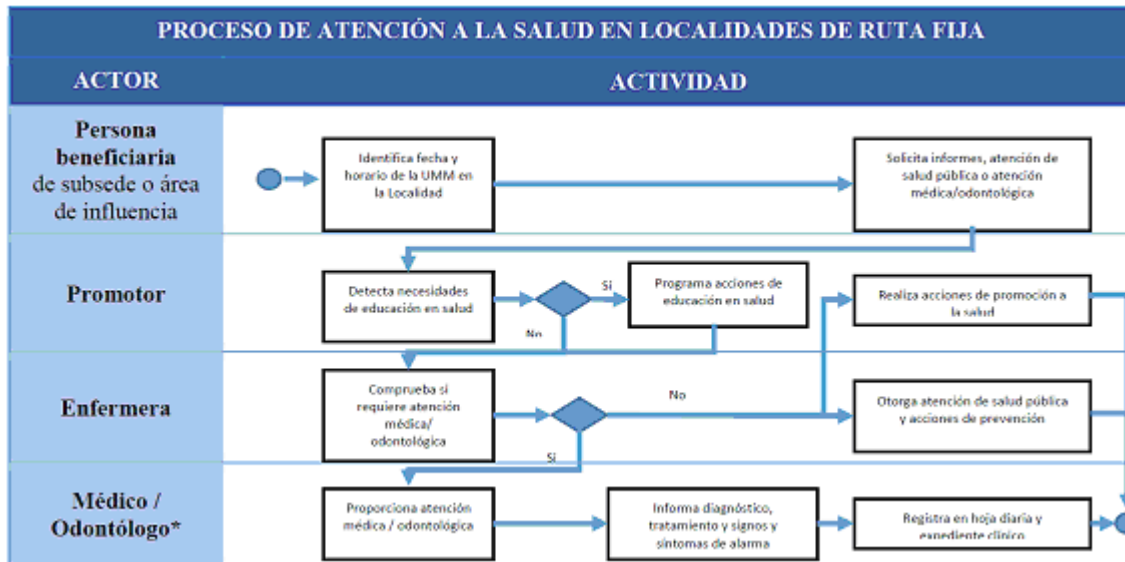 PROCESO DE ATENCIÓN A LA SALUD EN LOCALIDADES DE RUTA FIJA
ACTOR
ACTIVIDAD
Persona
beneficiaria
de subsede o área
de influencia
Identifica fecha y
horario de la UMM en
la Localidad
Solicita informes, atención de
salud pública o atención
médica/odontológica
Promotor
Detecta necesidades
de educación en salud
Si
No
Programa acciones de
educación en salud
Realiza acciones de promoción a
la salud
Enfermera
Comprueba si
requiere atención
médica/
odontológica
No
Si
Otorga atención de salud pública
y acciones de prevención
Médico /
Odontólogo*
Proporciona atención
médica / odontológica
Informa diagnóstico,
tratamiento y signos y
síntomas de alarma
Registra en hoja diaria y
expediente clínico